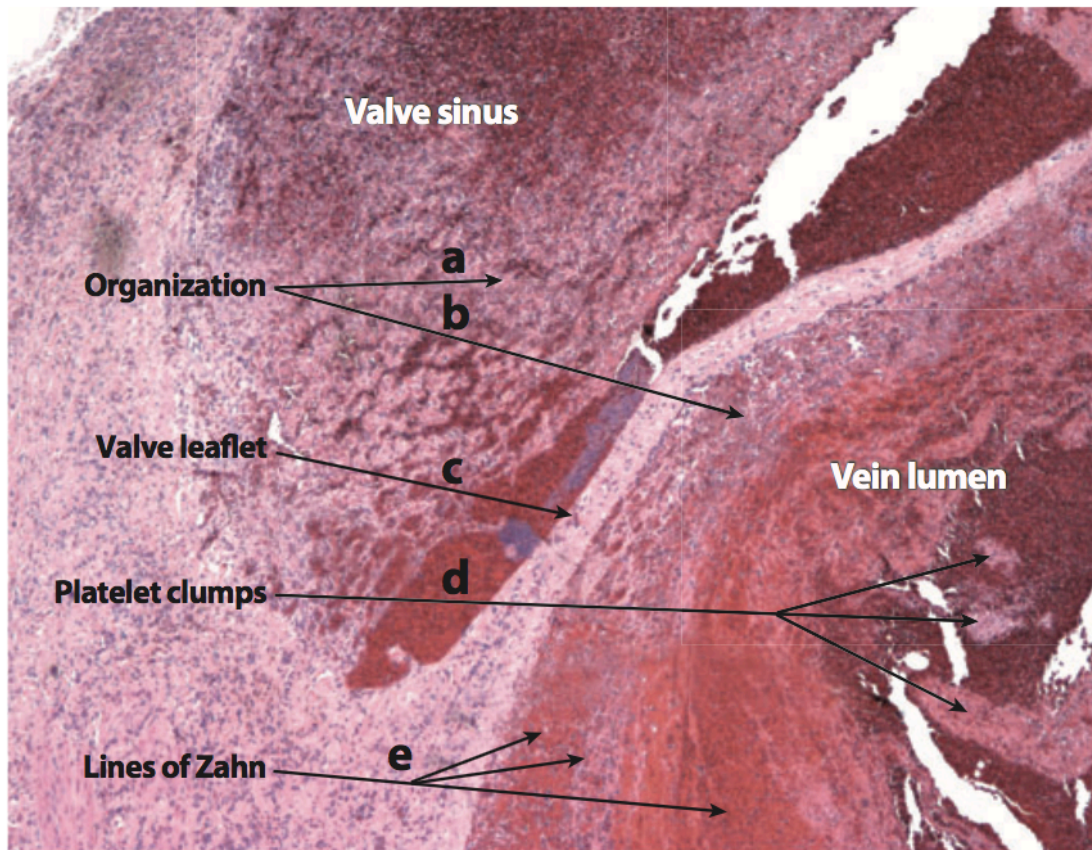 Valve sinus
a
Organization
b
Valve leaflet
c
Vein lumen
d
Platelet clumps
e
Lines of Zahn